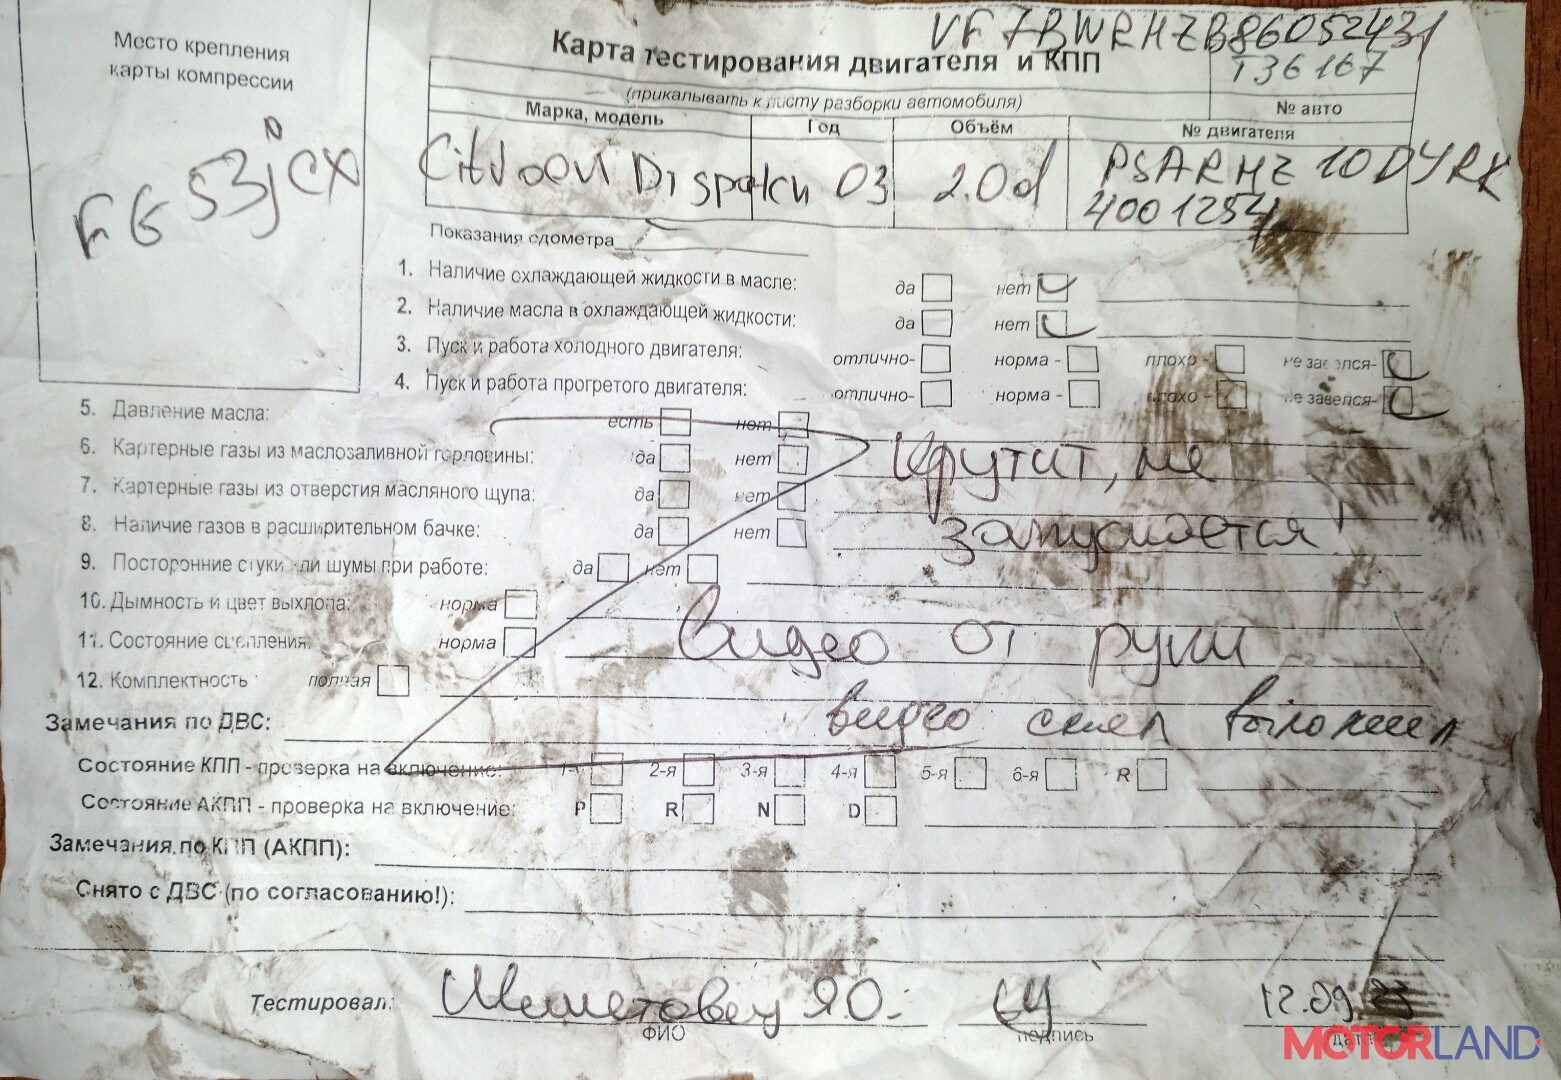 VF7BWRHZB86052431
Место крепления
карты компрессии
Карта тестирования двигателя и КПП
T36167
(прикалывать к листу разборки автомобиля)
№ авто
Марка, модель
Год
Объём
№ двигателя
FG53jCX
Citroen Dispatch 03 2.0d
PSARHZ 10DYRX
4001254
Показания одометра
1. Наличие охлаждающей жидкости в масле: да нет
2. Наличие масла в охлаждающей жидкости: да нет
3. Пуск и работа холодного двигателя: отлично- норма - плохо - не завелся-
4. Пуск и работа прогретого двигателя: отлично- норма - плохо - не завелся-
5. Давление масла: есть нет
6. Картерные газы из маслозаливной горловины: да нет
Крутит, не
7. Картерные газы из отверстия масляного щупа: да нет
8. Наличие газов в расширительном бачке: да нет
запускается!
9. Посторонние стуки или шумы при работе: да нет
10. Дымность и цвет выхлопа: норма
11. Состояние сцепления: норма
Видео от руки
12. Комплектность полная
Замечания по ДВС:
видео снял выложил
Состояние КПП - проверка на включение: 1-я 2-я 3-я 4-я 5-я 6-я R
Состояние АКПП - проверка на включение: P R N D
Замечания по КПП (АКПП):
Снято с ДВС (по согласованию!):
Тестировал: Я.О. 12.09.
ФИО подпись дата
MOTORLAND